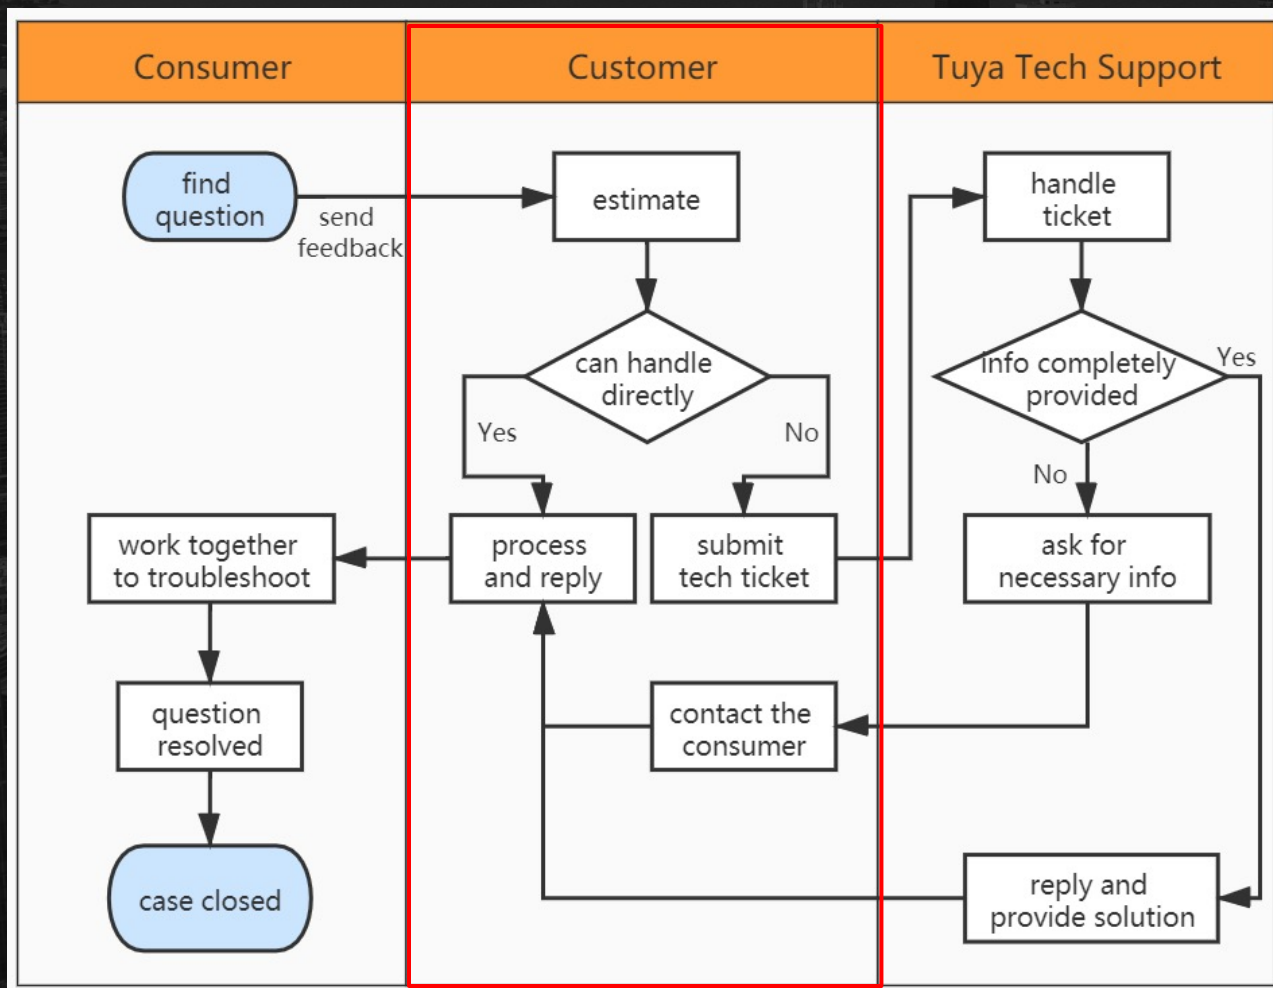 Consumer
Customer
Tuya Tech Support
find
question
send
feedback
estimate
handle
ticket
can handle
directly
info completely
provided
Yes
Yes
No
No
work together
to troubleshoot
process
and reply
submit
tech ticket
ask for
necessary info
question
resolved
contact the
consumer
case closed
reply and
provide solution